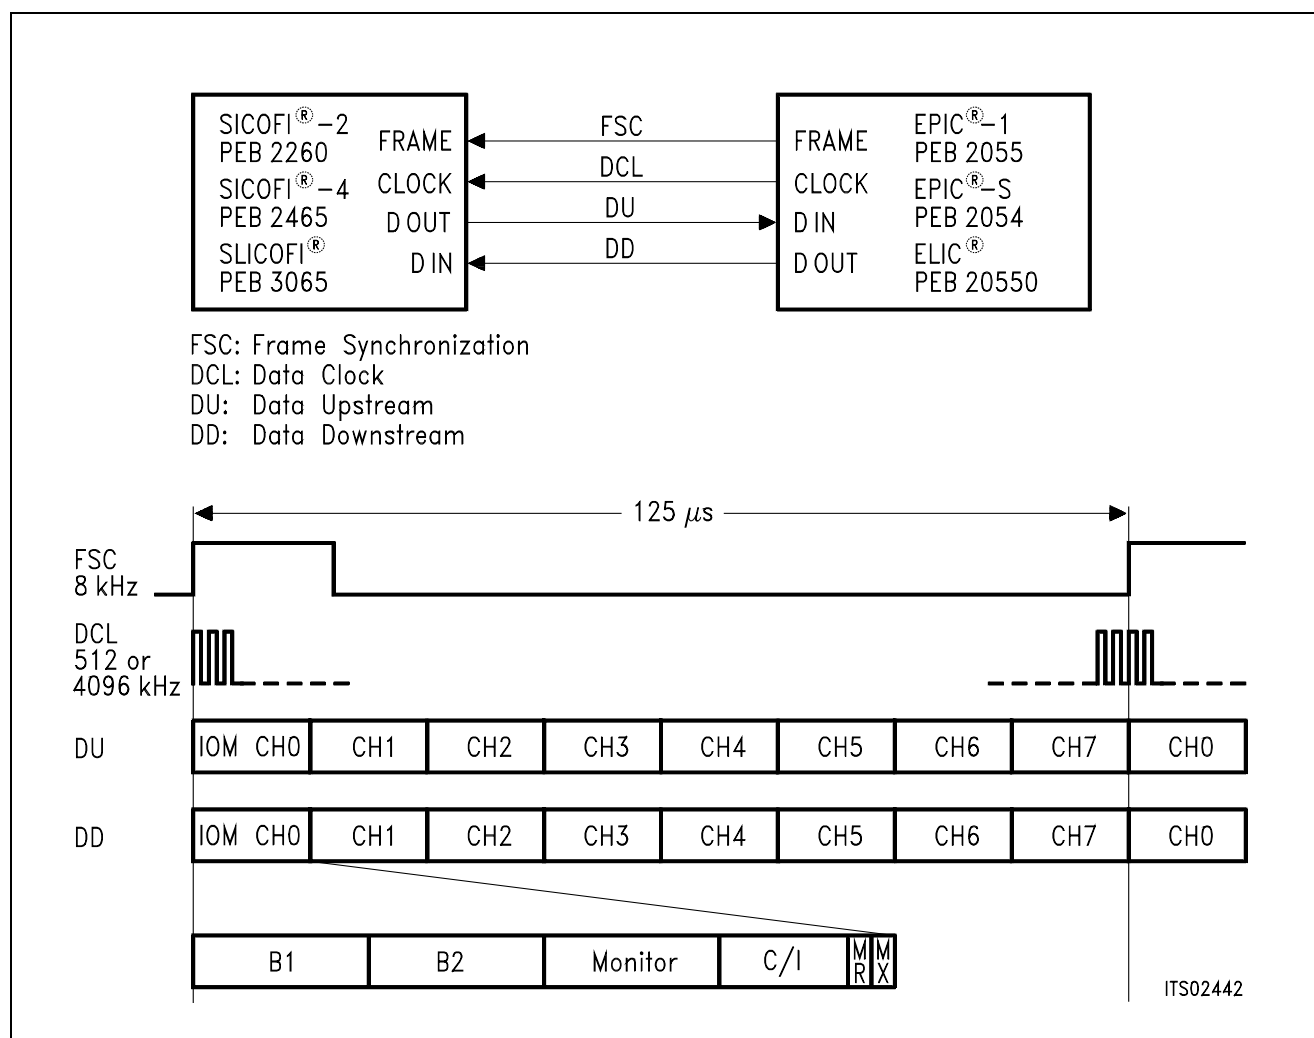 SICOFI®-2
PEB 2260
SICOFI®-4
PEB 2465
SLICOFI®
PEB 3065
FRAME
CLOCK
D OUT
D IN
FSC
DCL
DU
DD
FRAME
CLOCK
D IN
D OUT
EPIC®-1
PEB 2055
EPIC®-S
PEB 2054
ELIC®
PEB 20550
FSC: Frame Synchronization
DCL: Data Clock
DU: Data Upstream
DD: Data Downstream
125 μs
FSC
8 kHz
DCL
512 or
4096 kHz
DU IOM CH0 CH1 CH2 CH3 CH4 CH5 CH6 CH7 CH0
DD IOM CH0 CH1 CH2 CH3 CH4 CH5 CH6 CH7 CH0
B1 B2 Monitor C/I MR MX
ITS02442